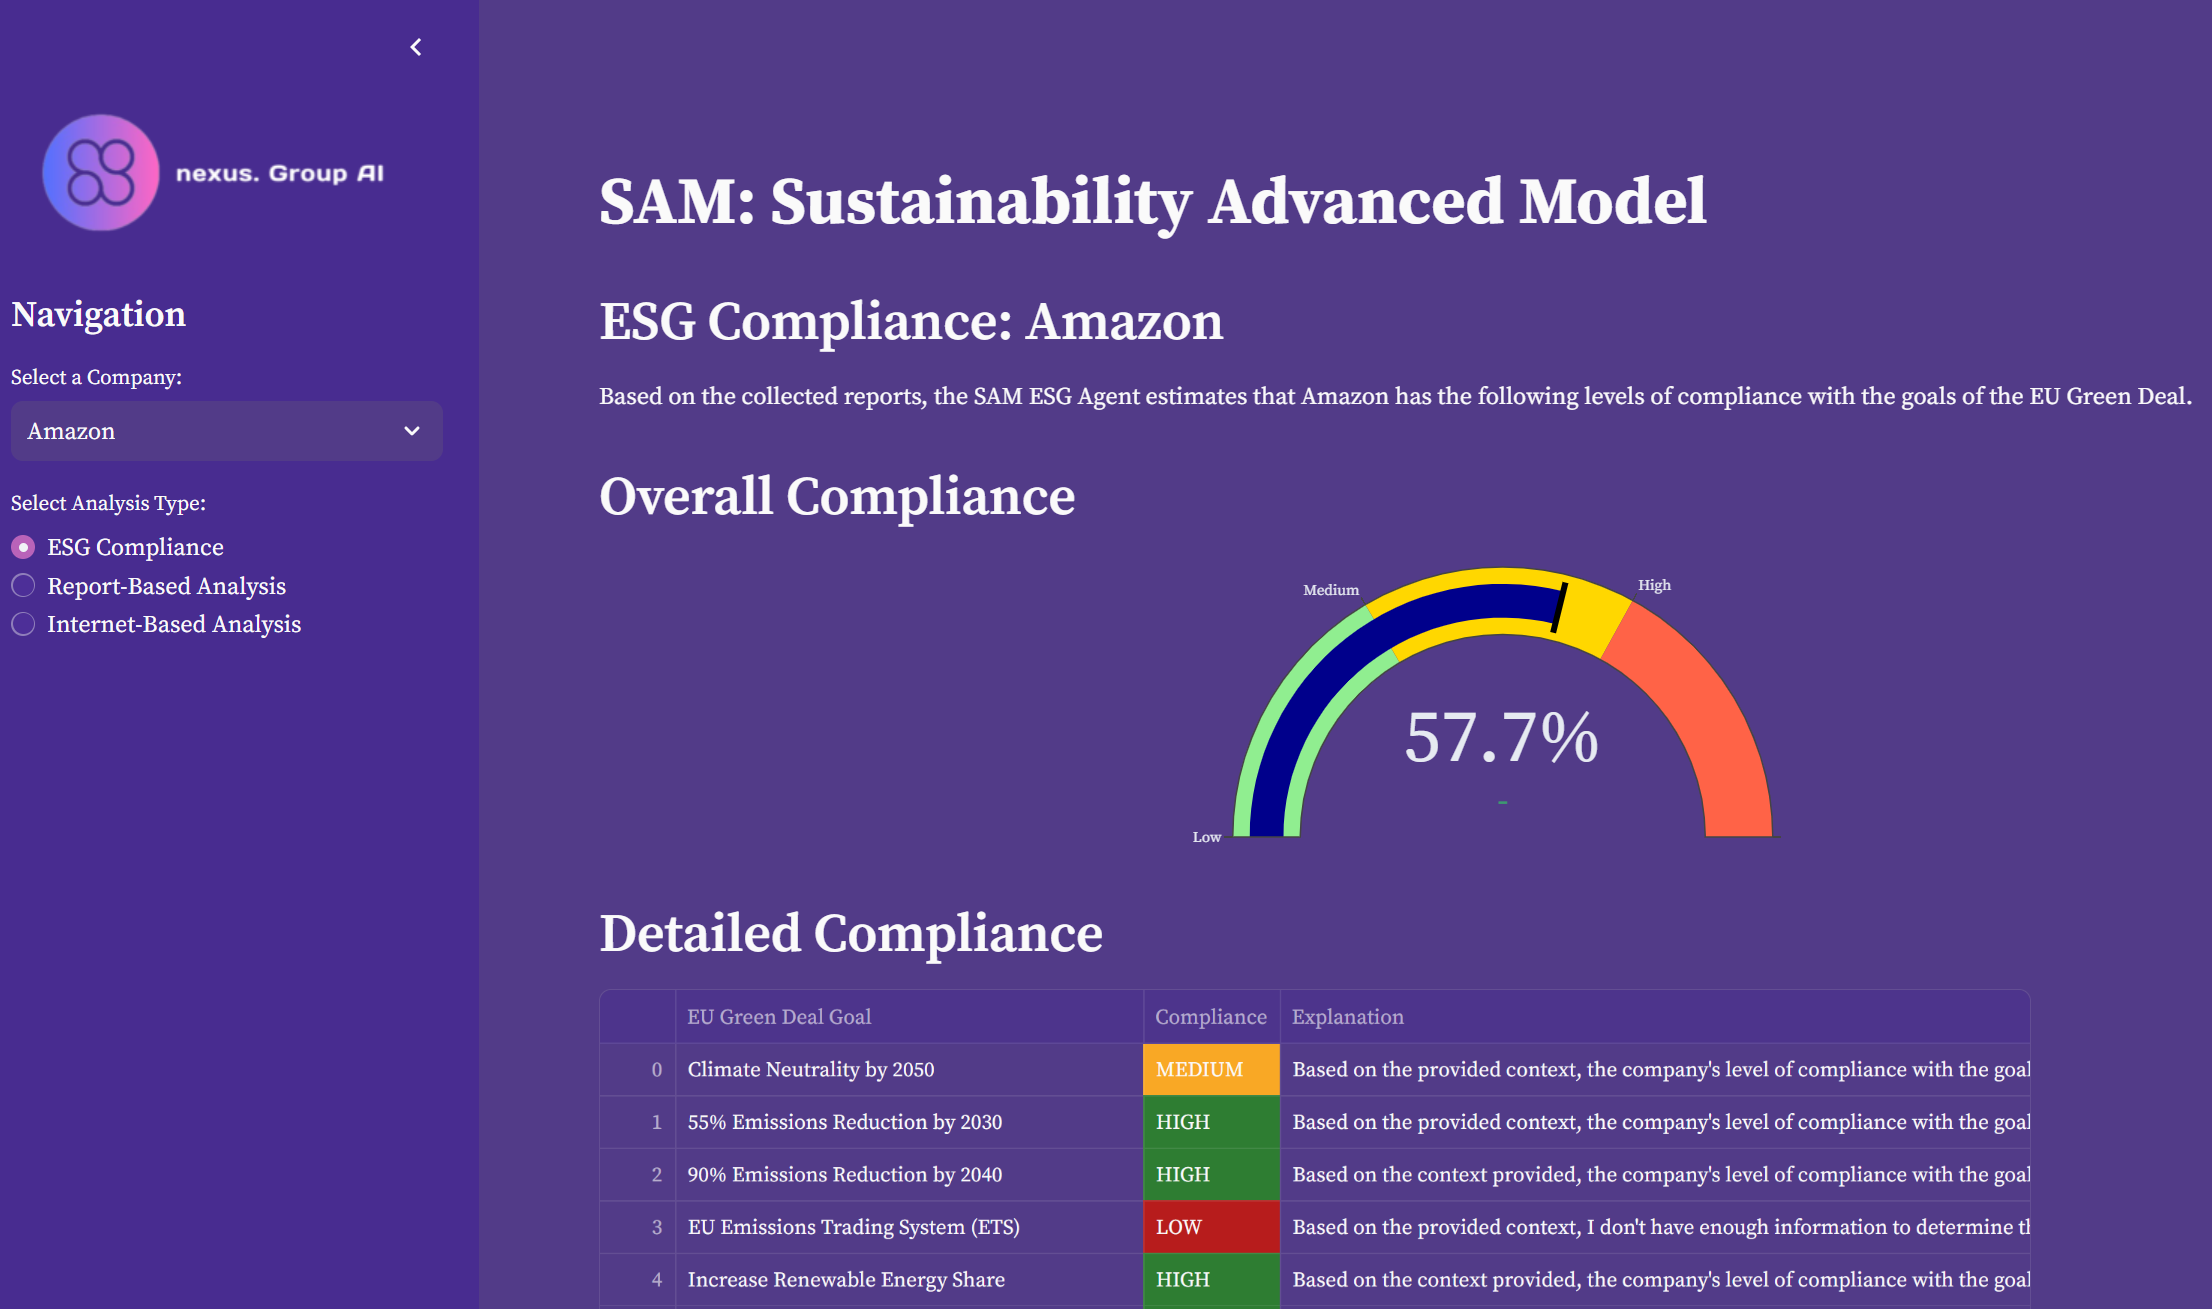 nexus. Group AI
Navigation
Select a Company:
Amazon
Select Analysis Type:
ESG Compliance
Report-Based Analysis
Internet-Based Analysis
SAM: Sustainability Advanced Model
ESG Compliance: Amazon
Based on the collected reports, the SAM ESG Agent estimates that Amazon has the following levels of compliance with the goals of the EU Green Deal.
Overall Compliance
Medium
High
57.7%
-
Low
Detailed Compliance
EU Green Deal Goal Compliance Explanation
0 Climate Neutrality by 2050 MEDIUM Based on the provided context, the company's level of compliance with the goal
1 55% Emissions Reduction by 2030 HIGH Based on the provided context, the company's level of compliance with the goal
2 90% Emissions Reduction by 2040 HIGH Based on the context provided, the company's level of compliance with the goal
3 EU Emissions Trading System (ETS) LOW Based on the provided context, I don't have enough information to determine
4 Increase Renewable Energy Share HIGH Based on the context provided, the company's level of compliance with the goal